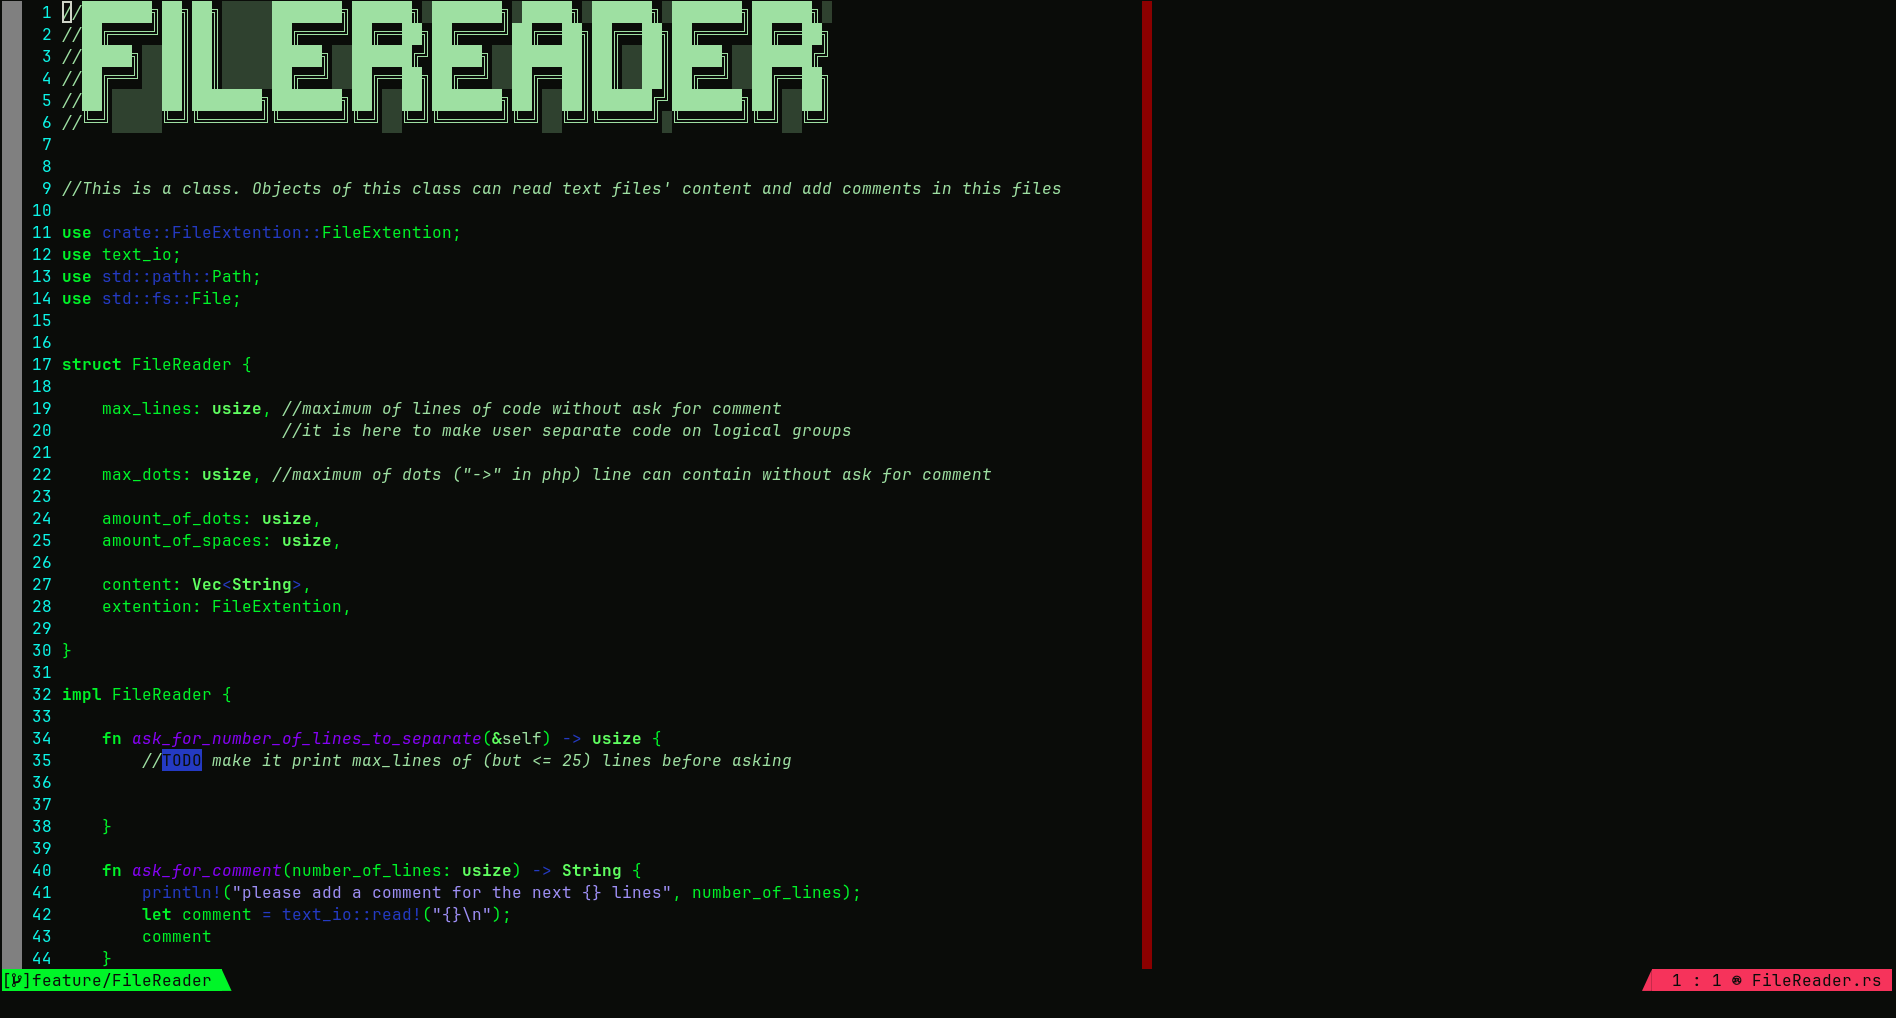 1 //FILEREADER
2 //
3 //
4 //
5 //
6 //
7
8
9 //This is a class. Objects of this class can read text files' content and add comments in this files
10
11 use crate::FileExtention::FileExtention;
12 use text_io;
13 use std::path::Path;
14 use std::fs::File;
15
16
17 struct FileReader {
18
19     max_lines: usize, //maximum of lines of code without ask for comment
20                       //it is here to make user separate code on logical groups
21
22     max_dots: usize, //maximum of dots ("->" in php) line can contain without ask for comment
23
24     amount_of_dots: usize,
25     amount_of_spaces: usize,
26
27     content: Vec<String>,
28     extention: FileExtention,
29
30 }
31
32 impl FileReader {
33
34     fn ask_for_number_of_lines_to_separate(&self) -> usize {
35         //TODO make it print max_lines of (but <= 25) lines before asking
36
37
38     }
39
40     fn ask_for_comment(number_of_lines: usize) -> String {
41         println!("please add a comment for the next {} lines", number_of_lines);
42         let comment = text_io::read!("{}\n");
43         comment
44     }
[]feature/FileReader
1 : 1 FileReader.rs